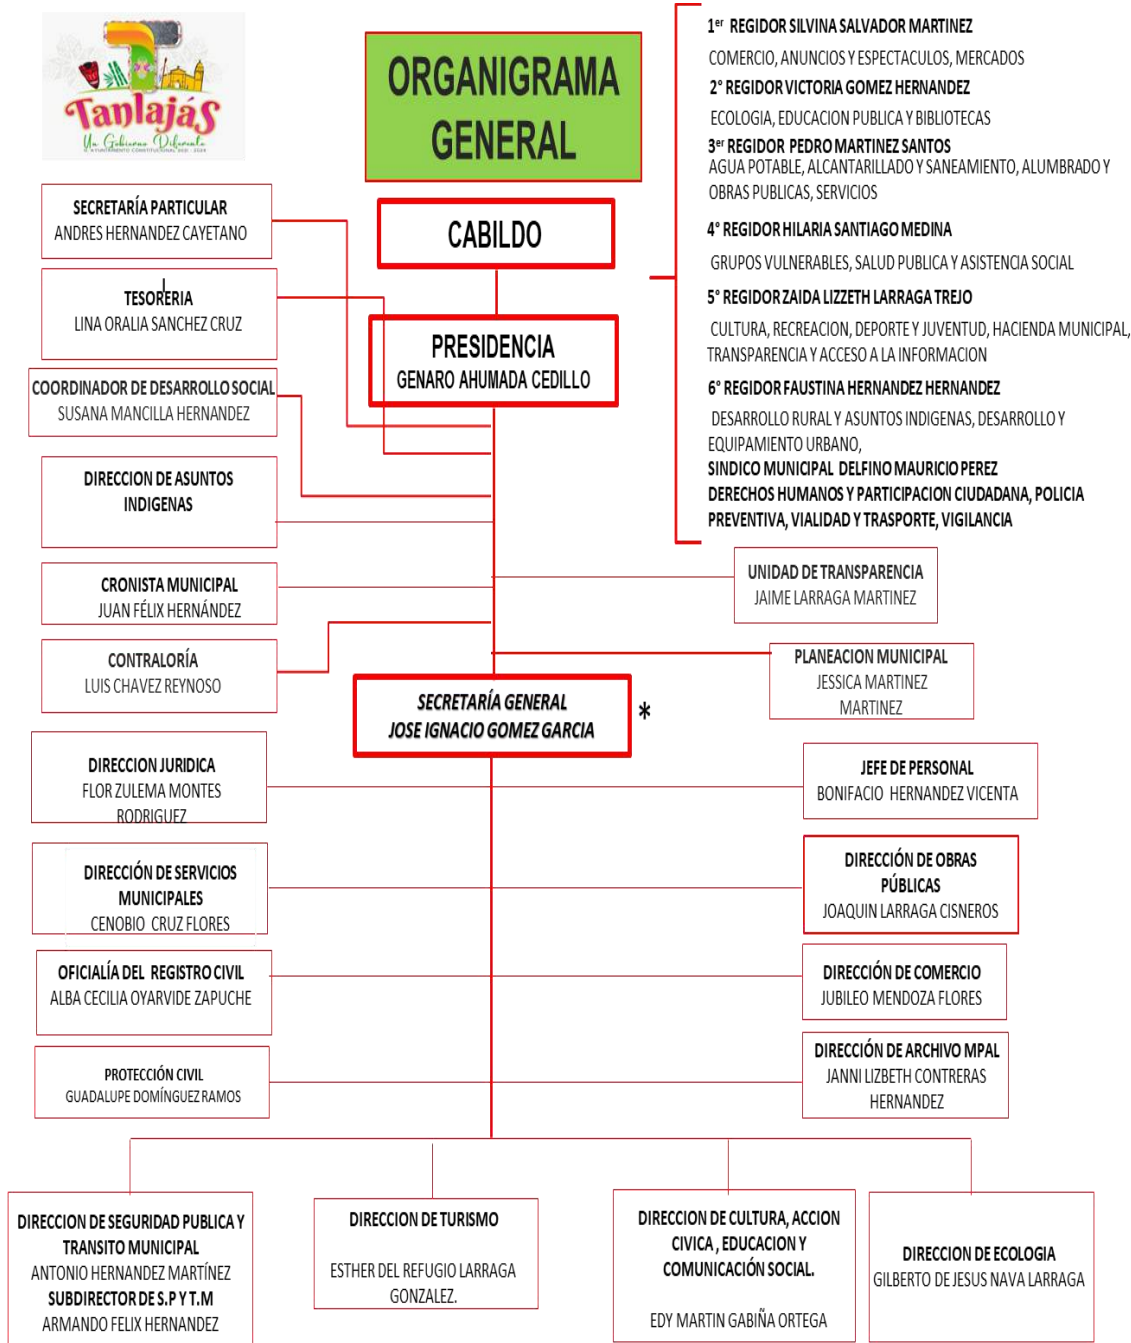 Tanlajás
Un Gobierno Diferente
H. AYUNTAMIENTO CONSTITUCIONAL 2021 - 2024
ORGANIGRAMA
GENERAL
CABILDO
PRESIDENCIA
GENARO AHUMADA CEDILLO
1er REGIDOR SILVINA SALVADOR MARTINEZ
COMERCIO, ANUNCIOS Y ESPECTACULOS, MERCADOS
2° REGIDOR VICTORIA GOMEZ HERNANDEZ
ECOLOGIA, EDUCACION PUBLICA Y BIBLIOTECAS
3er REGIDOR PEDRO MARTINEZ SANTOS
AGUA POTABLE, ALCANTARILLADO Y SANEAMIENTO, ALUMBRADO Y
OBRAS PUBLICAS, SERVICIOS
4° REGIDOR HILARIA SANTIAGO MEDINA
GRUPOS VULNERABLES, SALUD PUBLICA Y ASISTENCIA SOCIAL
5° REGIDOR ZAIDA LIZZETH LARRAGA TREJO
CULTURA, RECREACION, DEPORTE Y JUVENTUD, HACIENDA MUNICIPAL,
TRANSPARENCIA Y ACCESO A LA INFORMACION
6° REGIDOR FAUSTINA HERNANDEZ HERNANDEZ
DESARROLLO RURAL Y ASUNTOS INDIGENAS, DESARROLLO Y
EQUIPAMIENTO URBANO,
SINDICO MUNICIPAL DELFINO MAURICIO PEREZ
DERECHOS HUMANOS Y PARTICIPACION CIUDADANA, POLICIA
PREVENTIVA, VIALIDAD Y TRASPORTE, VIGILANCIA
SECRETARÍA PARTICULAR
ANDRES HERNANDEZ CAYETANO
TESORERIA
LINA ORALIA SANCHEZ CRUZ
COORDINADOR DE DESARROLLO SOCIAL
SUSANA MANCILLA HERNANDEZ
DIRECCION DE ASUNTOS
INDIGENAS
CRONISTA MUNICIPAL
JUAN FÉLIX HERNÁNDEZ
CONTRALORÍA
LUIS CHAVEZ REYNOSO
UNIDAD DE TRANSPARENCIA
JAIME LARRAGA MARTINEZ
PLANEACION MUNICIPAL
JESSICA MARTINEZ
MARTINEZ
SECRETARÍA GENERAL
JOSE IGNACIO GOMEZ GARCIA
*
DIRECCION JURIDICA
FLOR ZULEMA MONTES
RODRIGUEZ
JEFE DE PERSONAL
BONIFACIO HERNANDEZ VICENTA
DIRECCIÓN DE SERVICIOS
MUNICIPALES
CENOBIO CRUZ FLORES
DIRECCIÓN DE OBRAS
PÚBLICAS
JOAQUIN LARRAGA CISNEROS
OFICIALÍA DEL REGISTRO CIVIL
ALBA CECILIA OYARVIDE ZAPUCHE
DIRECCIÓN DE COMERCIO
JUBILEO MENDOZA FLORES
PROTECCIÓN CIVIL
GUADALUPE DOMÍNGUEZ RAMOS
DIRECCIÓN DE ARCHIVO MPAL
JANNI LIZBETH CONTRERAS
HERNANDEZ
DIRECCION DE SEGURIDAD PUBLICA Y
TRANSITO MUNICIPAL
ANTONIO HERNANDEZ MARTÍNEZ
SUBDIRECTOR DE S.P Y T.M
ARMANDO FELIX HERNANDEZ
DIRECCION DE TURISMO
ESTHER DEL REFUGIO LARRAGA
GONZALEZ.
DIRECCION DE CULTURA, ACCION
CIVICA , EDUCACION Y
COMUNICACIÓN SOCIAL.
EDY MARTIN GABIÑA ORTEGA
DIRECCION DE ECOLOGIA
GILBERTO DE JESUS NAVA LARRAGA